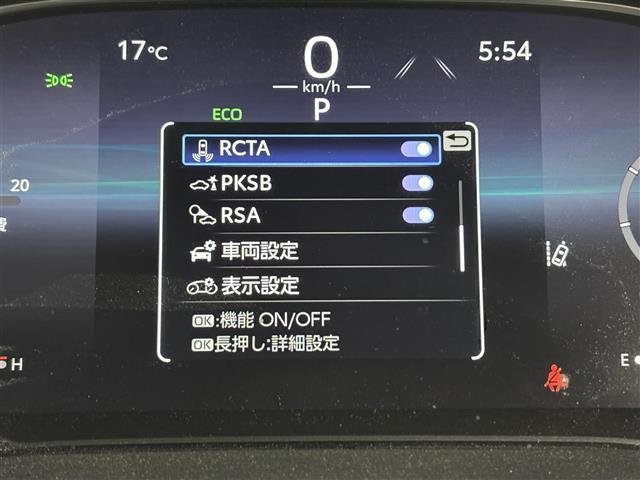 17℃
0
km/h
5:54
P
ECO
RCTA
PKSB
RSA
車両設定
表示設定
OK:機能 ON/OFF
OK長押し:詳細設定
20
費
H
E